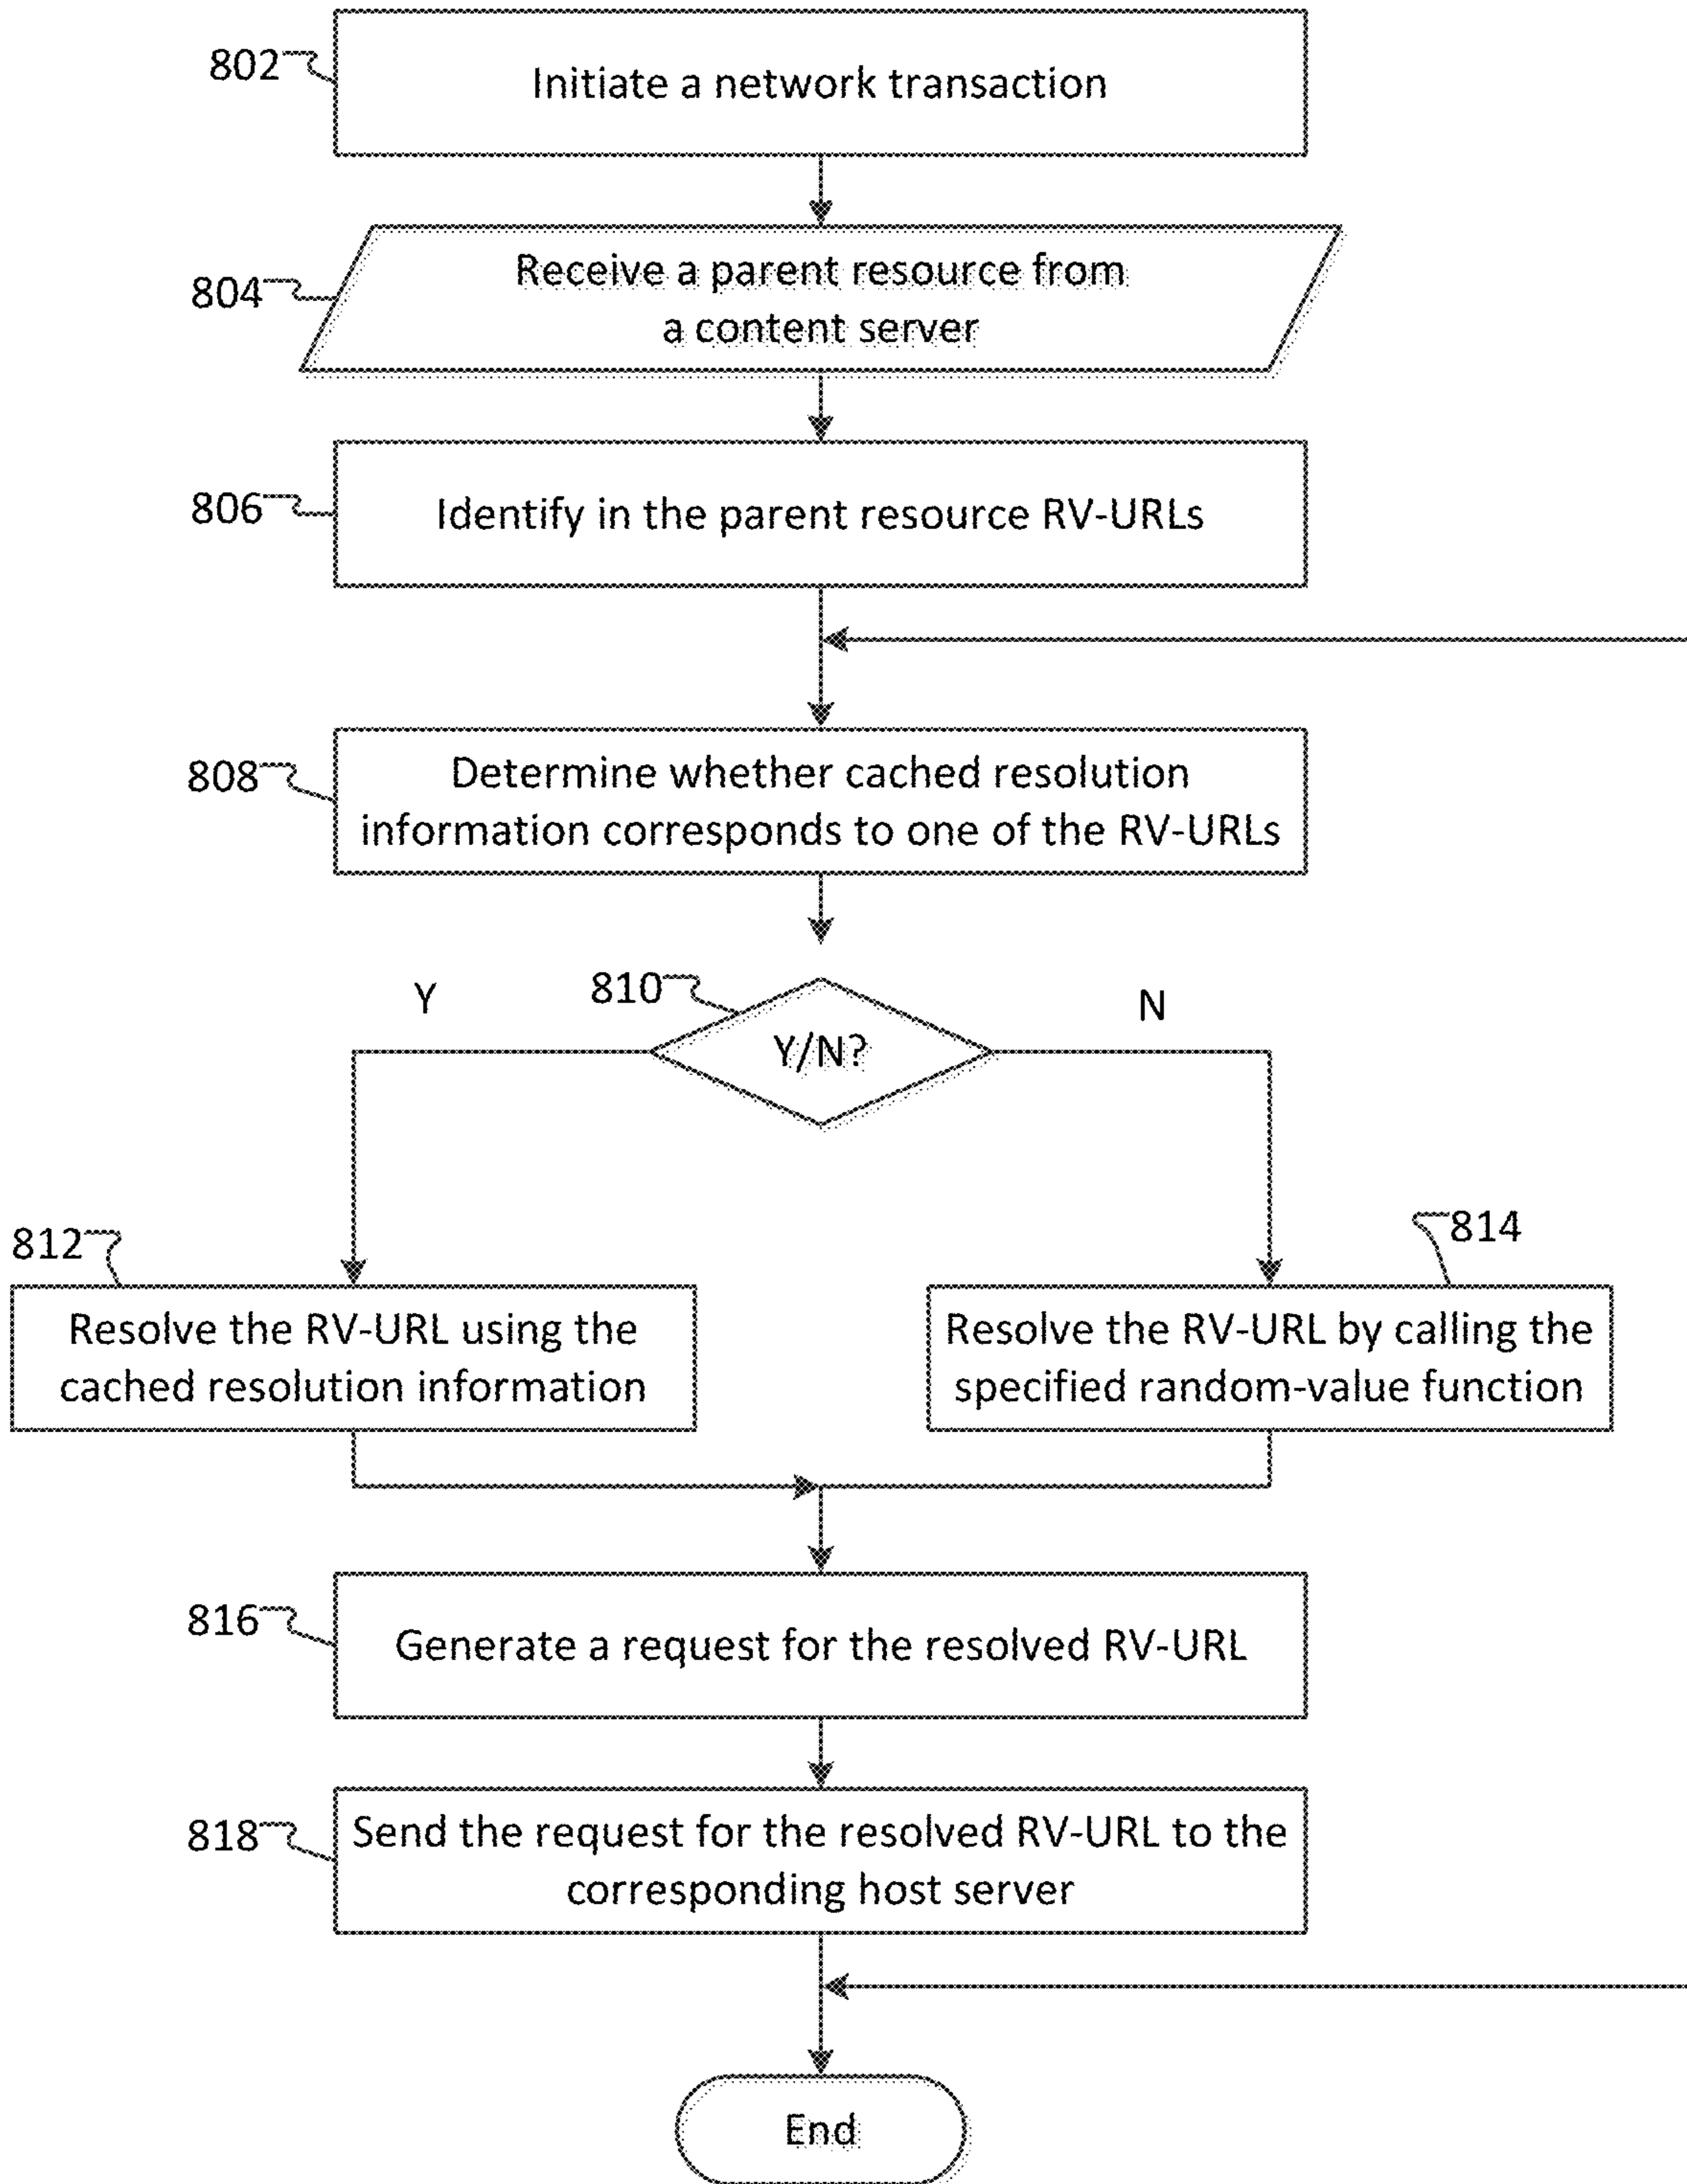 802
Initiate a network transaction
804
Receive a parent resource from
a content server
806
Identify in the parent resource RV-URLs
808
Determine whether cached resolution
information corresponds to one of the RV-URLs
810
Y
Y/N?
N
812
814
Resolve the RV-URL using the
cached resolution information
Resolve the RV-URL by calling the
specified random-value function
816
Generate a request for the resolved RV-URL
818
Send the request for the resolved RV-URL to the
corresponding host server
End